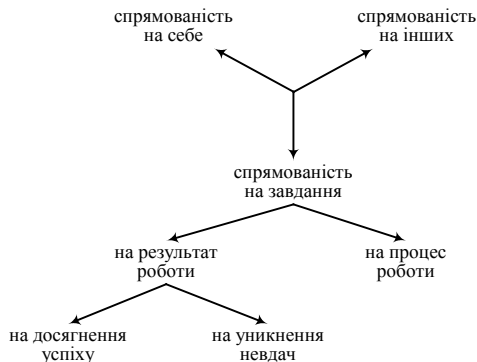 спрямованість
на себе
спрямованість
на інших
спрямованість
на завдання
на результат
роботи
на процес
роботи
на досягнення
успіху
на уникнення
невдач